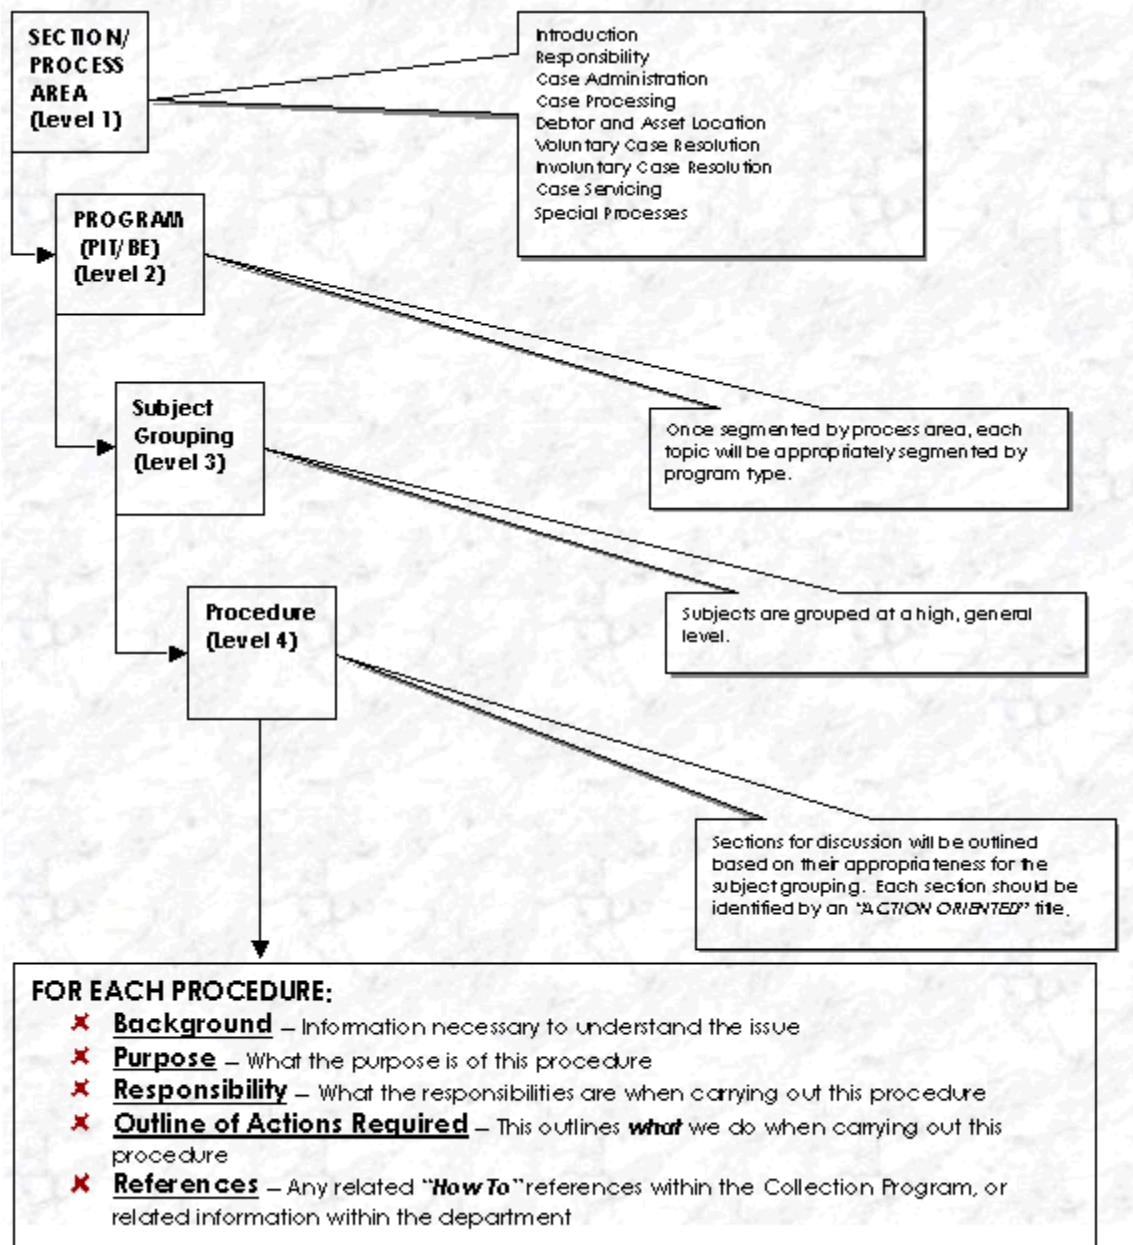 SECTION/
PROCESS
AREA
(Level 1)
Introduction
Responsibility
Case Administration
Case Processing
Debtor and Asset Location
Voluntary Case Resolution
Involuntary Case Resolution
Case Servicing
Special Processes
PROGRAM
(PIT/BE)
(Level 2)
Once segmented by process area, each
topic will be appropriately segmented by
program type.
Subject
Grouping
(Level 3)
Subjects are grouped at a high, general
level.
Procedure
(Level 4)
Sections for discussion will be outlined
based on their appropriateness for the
subject grouping. Each section should be
identified by an "ACTION ORIENTED" title.
FOR EACH PROCEDURE:
Background – Information necessary to understand the issue
Purpose – What the purpose is of this procedure
Responsibility – What the responsibilities are when carrying out this procedure
Outline of Actions Required – This outlines what we do when carrying out this
procedure
References – Any related "How To" references within the Collection Program, or
related information within the department